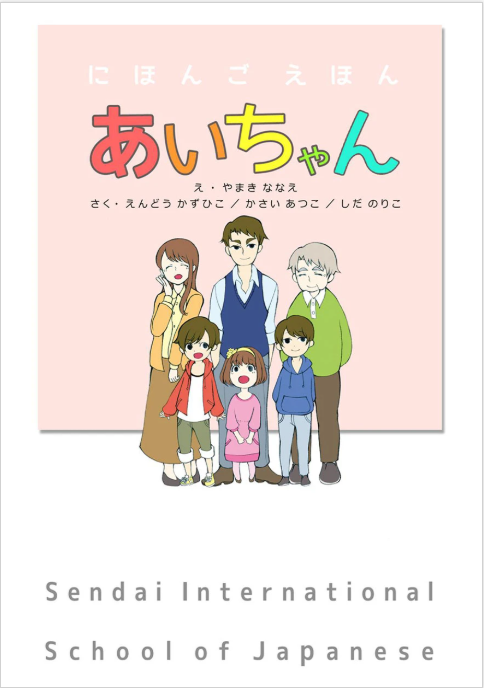 にほんごえほん
あいちゃん
え・やまき ななえ
さく・えんどう かずひこ / かさい あつこ / しだ のりこ
Sendai International
School of Japanese